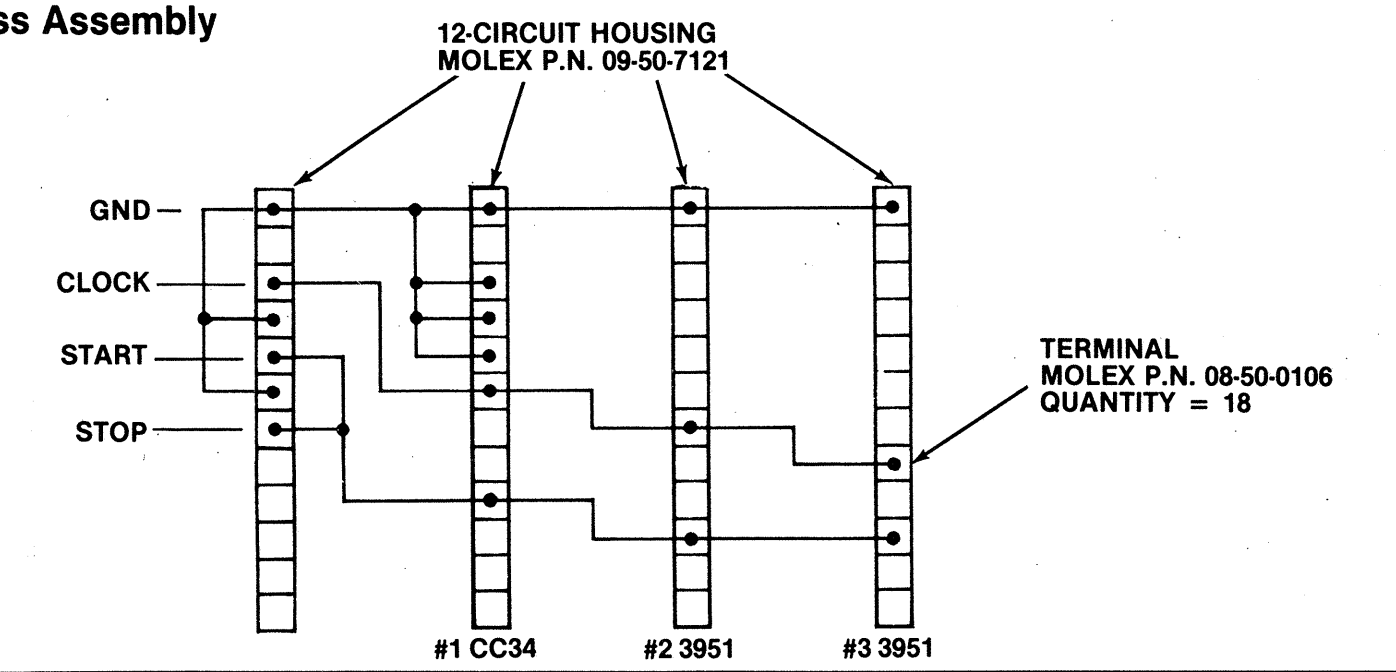 ss Assembly
12-CIRCUIT HOUSING
MOLEX P.N. 09-50-7121
GND
CLOCK
START
STOP
TERMINAL
MOLEX P.N. 08-50-0106
QUANTITY = 18
#1 CC34
#2 3951
#3 3951